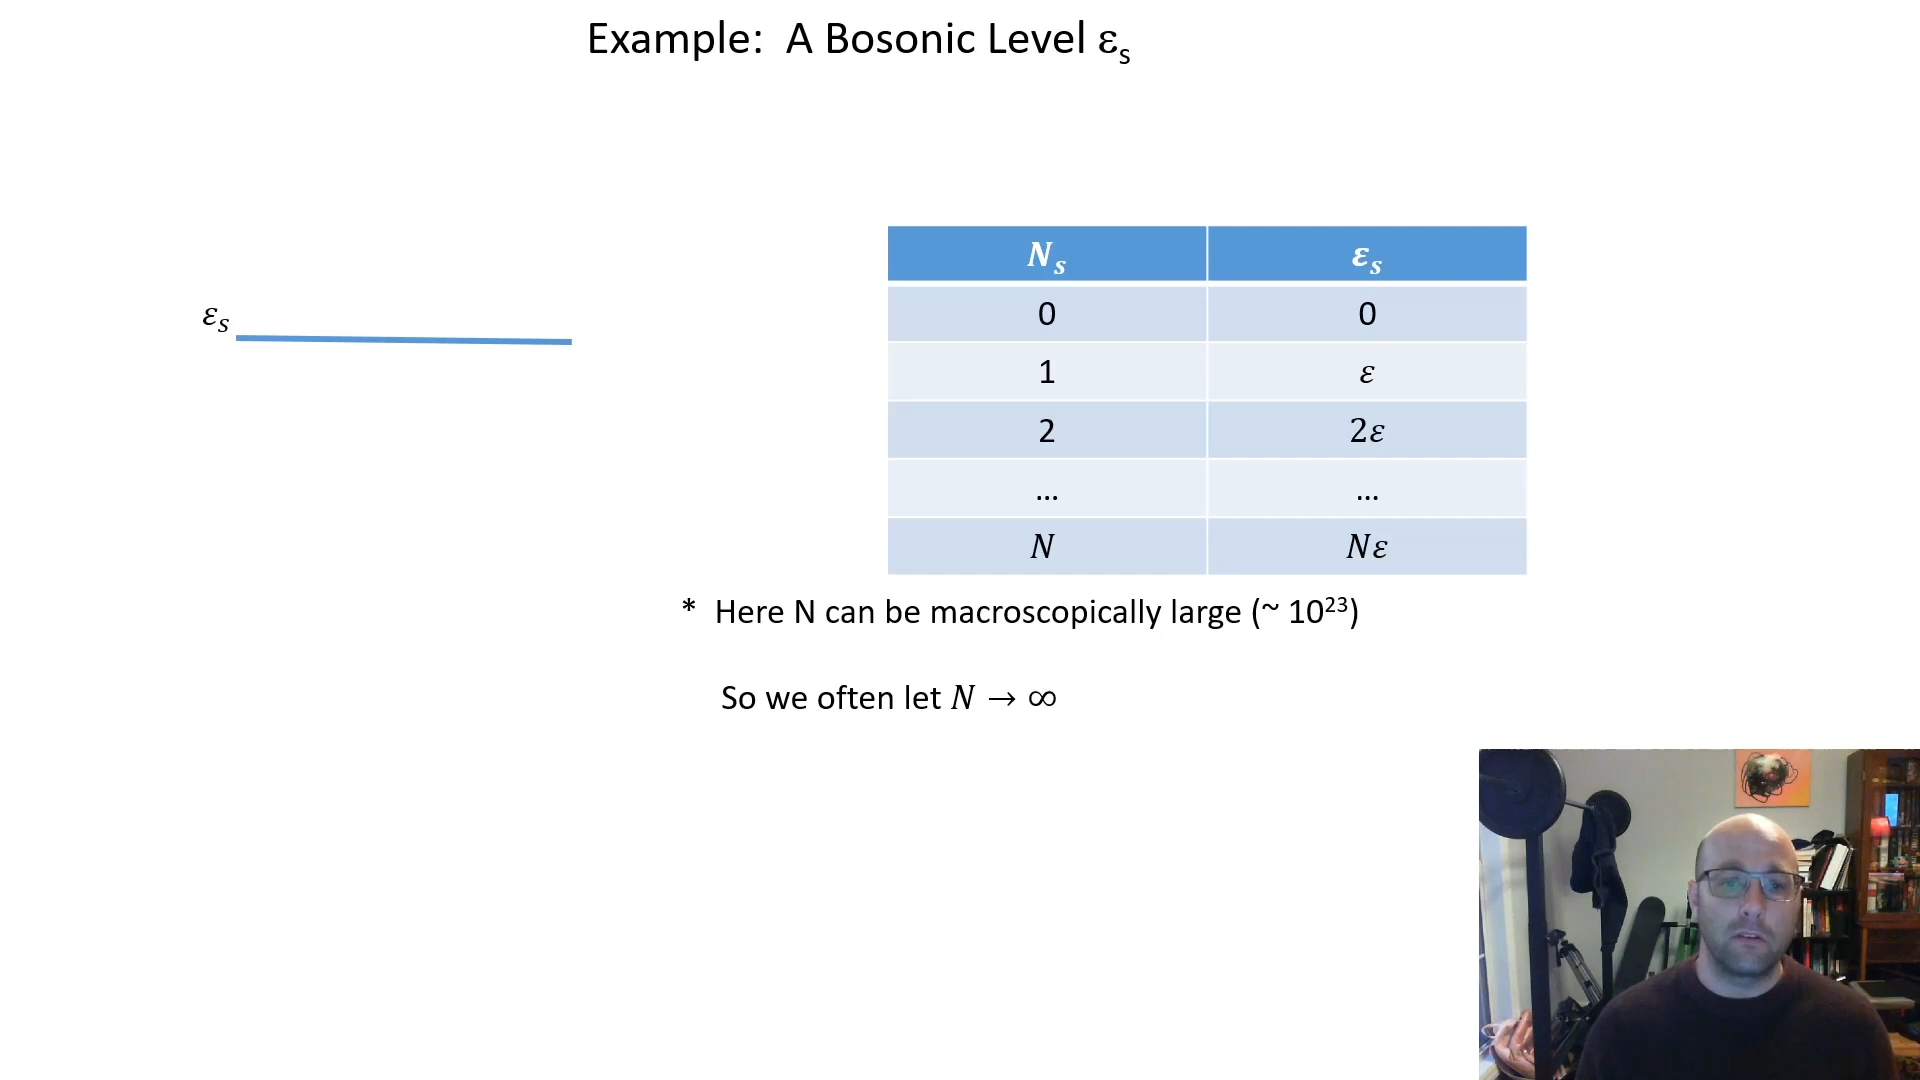 Example:  A Bosonic Level εₛ
εₛ
Nₛ εₛ
0 0
1 ε
2 2ε
... ...
N Nε
* Here N can be macroscopically large (~ 10²³)
So we often let N → ∞